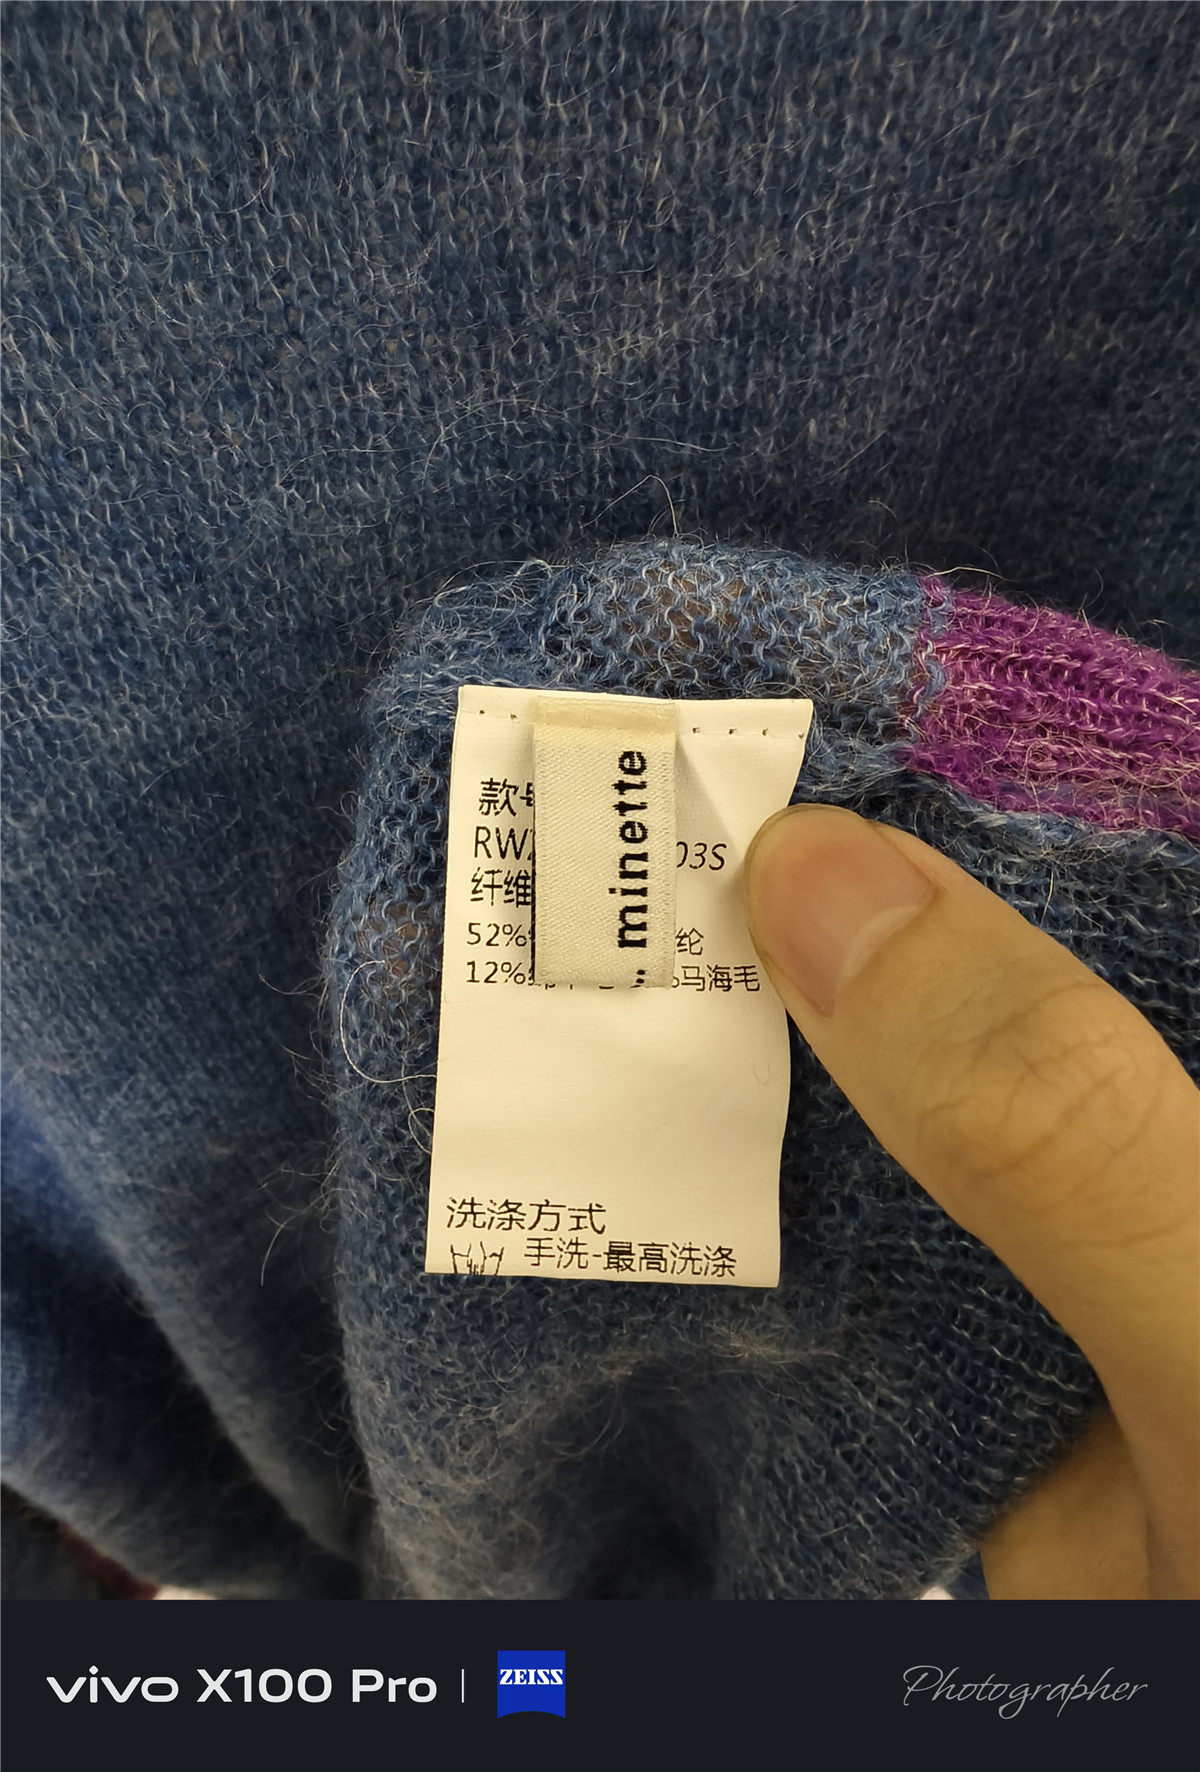 款号
RW 03S
纤维
52% 纶
12% %马海毛
minette
洗涤方式
手洗-最高洗涤
vivo X100 Pro | ZEISS
Photographer